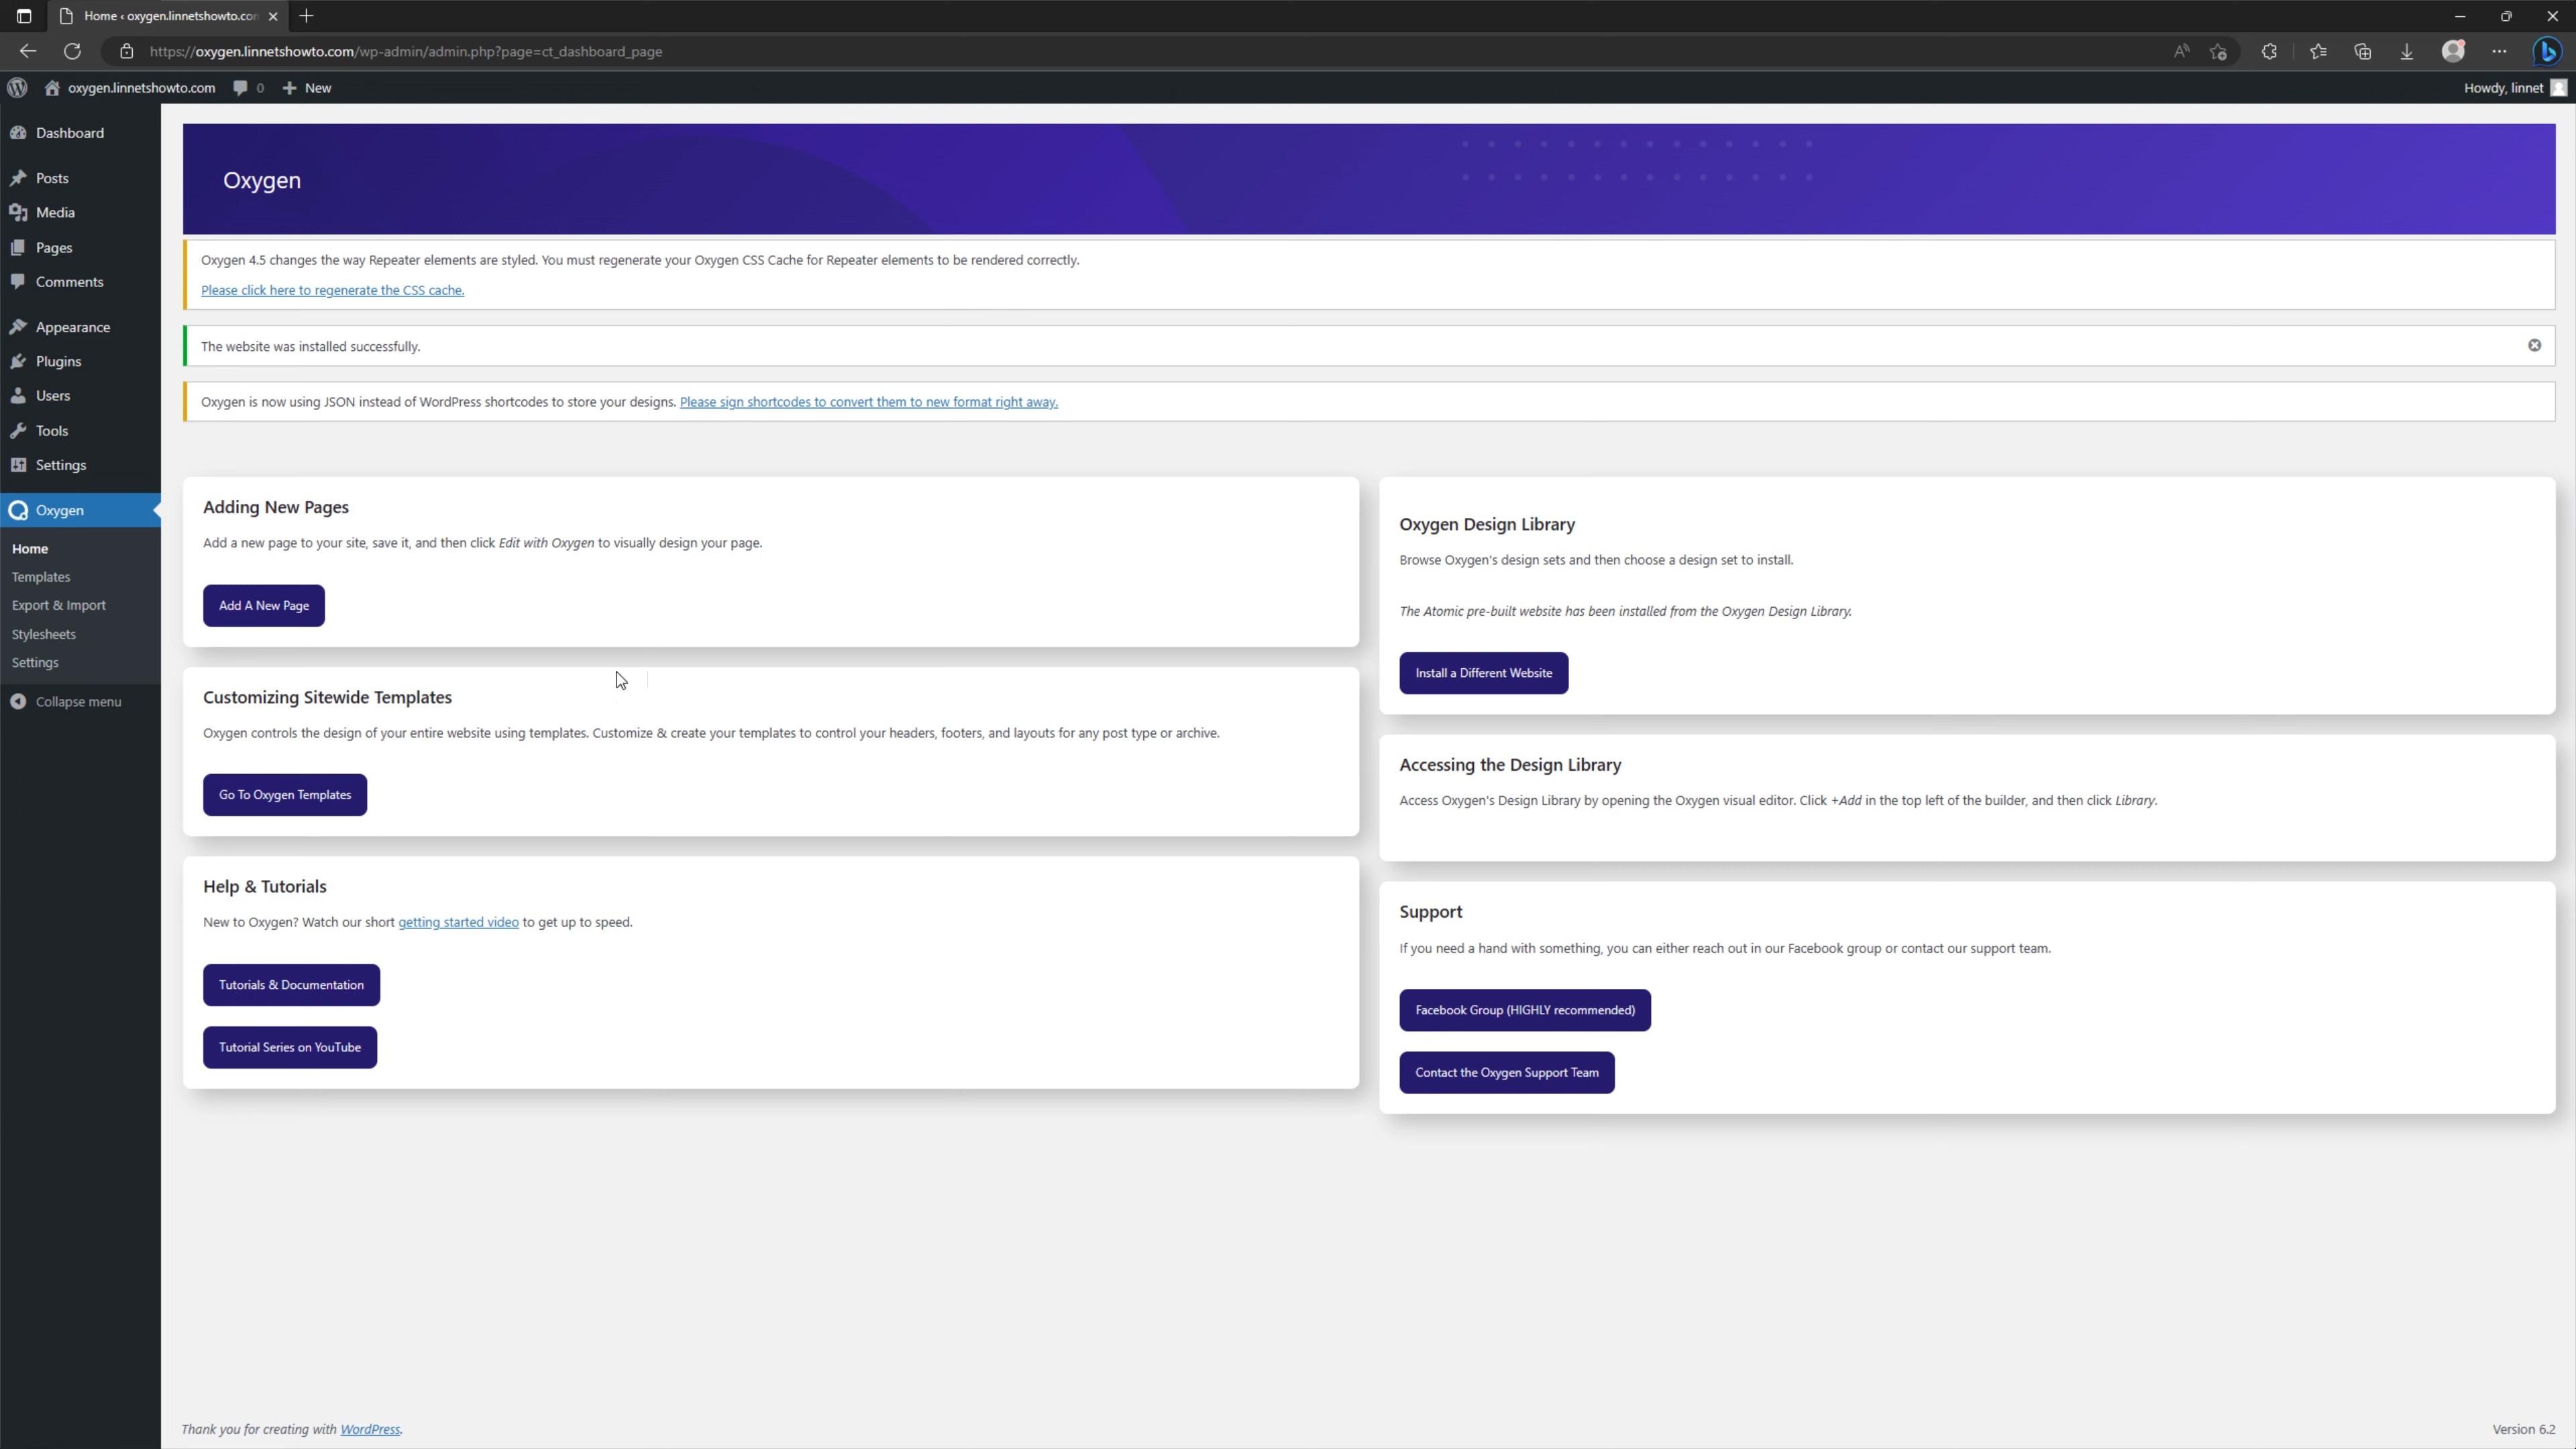 Home ‹ oxygen.linnetshowto.con
https://oxygen.linnetshowto.com/wp-admin/admin.php?page=ct_dashboard_page
oxygen.linnetshowto.com 0 New
Howdy, linnet
Dashboard
Posts
Media
Pages
Comments
Appearance
Plugins
Users
Tools
Settings
Oxygen
Home
Templates
Export & Import
Stylesheets
Settings
Collapse menu
Oxygen
Oxygen 4.5 changes the way Repeater elements are styled. You must regenerate your Oxygen CSS Cache for Repeater elements to be rendered correctly.
Please click here to regenerate the CSS cache.
The website was installed successfully.
Oxygen is now using JSON instead of WordPress shortcodes to store your designs. Please sign shortcodes to convert them to new format right away.
Adding New Pages
Add a new page to your site, save it, and then click Edit with Oxygen to visually design your page.
Add A New Page
Customizing Sitewide Templates
Oxygen controls the design of your entire website using templates. Customize & create your templates to control your headers, footers, and layouts for any post type or archive.
Go To Oxygen Templates
Help & Tutorials
New to Oxygen? Watch our short getting started video to get up to speed.
Tutorials & Documentation
Tutorial Series on YouTube
Oxygen Design Library
Browse Oxygen's design sets and then choose a design set to install.
The Atomic pre-built website has been installed from the Oxygen Design Library.
Install a Different Website
Accessing the Design Library
Access Oxygen's Design Library by opening the Oxygen visual editor. Click +Add in the top left of the builder, and then click Library.
Support
If you need a hand with something, you can either reach out in our Facebook group or contact our support team.
Facebook Group (HIGHLY recommended)
Contact the Oxygen Support Team
Thank you for creating with WordPress.
Version 6.2